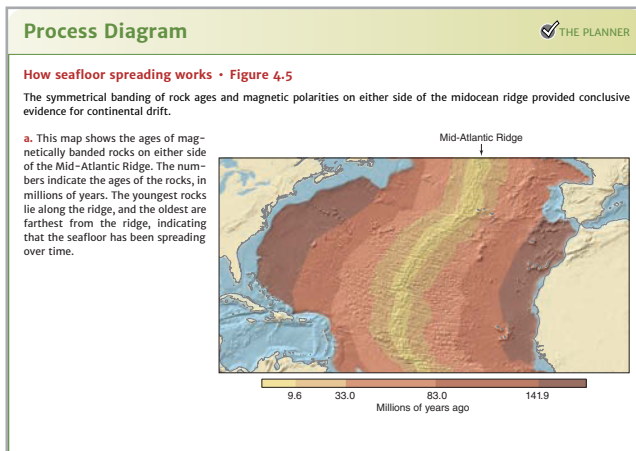 Process Diagram
THE PLANNER
How seafloor spreading works • Figure 4.5
The symmetrical banding of rock ages and magnetic polarities on either side of the midocean ridge provided conclusive
evidence for continental drift.
a. This map shows the ages of mag-
netically banded rocks on either side
of the Mid-Atlantic Ridge. The num-
bers indicate the ages of the rocks, in
millions of years. The youngest rocks
lie along the ridge, and the oldest are
farthest from the ridge, indicating
that the seafloor has been spreading
over time.
Mid-Atlantic Ridge
9.6 33.0 83.0 141.9
Millions of years ago